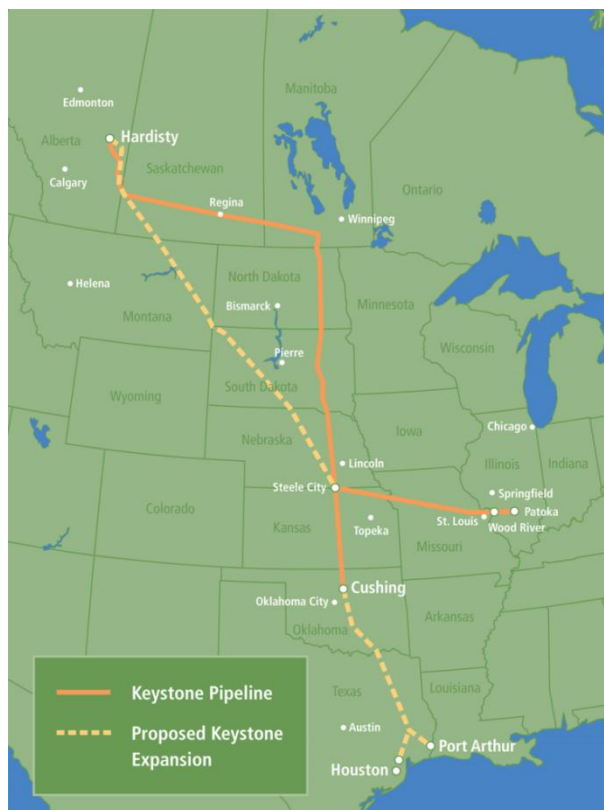 Edmonton
Manitoba
Hardisty
Alberta
Saskatchewan
Calgary
Ontario
Regina
Winnipeg
North Dakota
Helena
Bismarck
Minnesota
Montana
Pierre
Wisconsin
South Dakota
Wyoming
Chicago
Nebraska
Iowa
Lincoln
Illinois
Indiana
Steele City
Springfield
Colorado
Kansas
Topeka
St. Louis
Patoka
Wood River
Missouri
Cushing
Oklahoma City
Arkansas
Oklahoma
Texas
Louisiana
Austin
Port Arthur
Houston
Keystone Pipeline
Proposed Keystone
Expansion